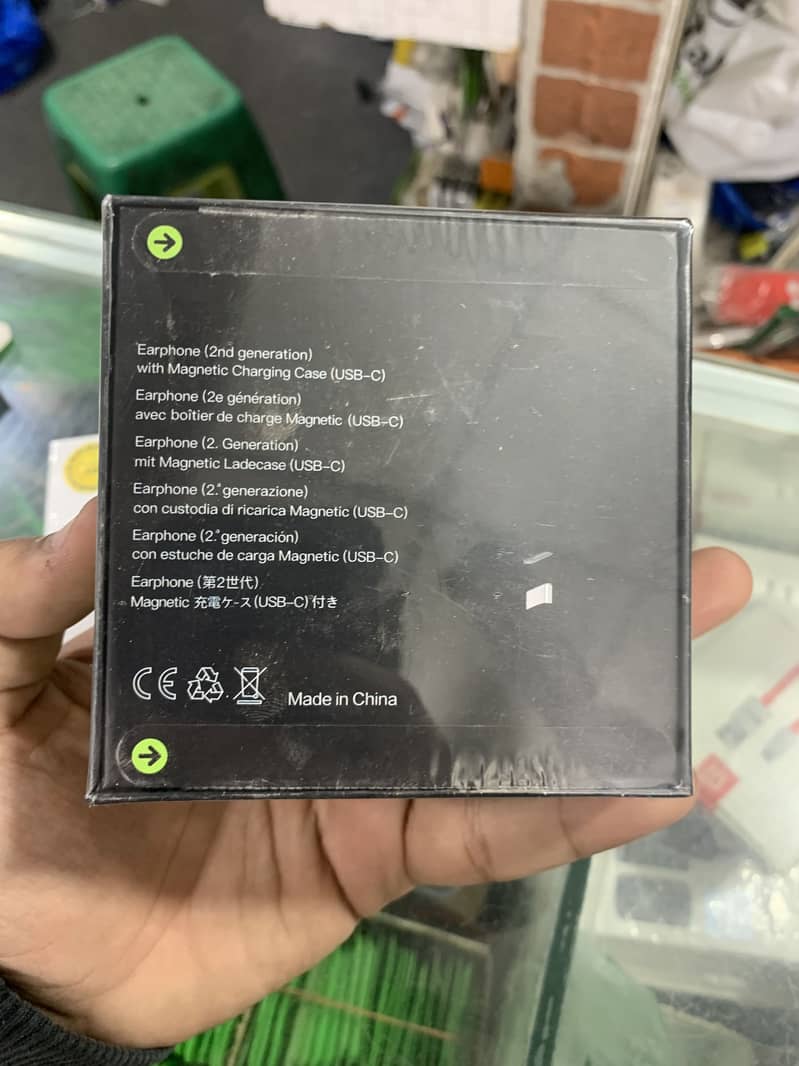 Earphone (2nd generation)
with Magnetic Charging Case (USB-C)
Earphone (2e génération)
avec boîtier de charge Magnetic (USB-C)
Earphone (2. Generation)
mit Magnetic Ladecase (USB-C)
Earphone (2.ª generazione)
con custodia di ricarica Magnetic (USB-C)
Earphone (2.ª generación)
con estuche de carga Magnetic (USB-C)
Earphone (第2世代)
Magnetic 充電ケース(USB-C)付き
CE
Made in China